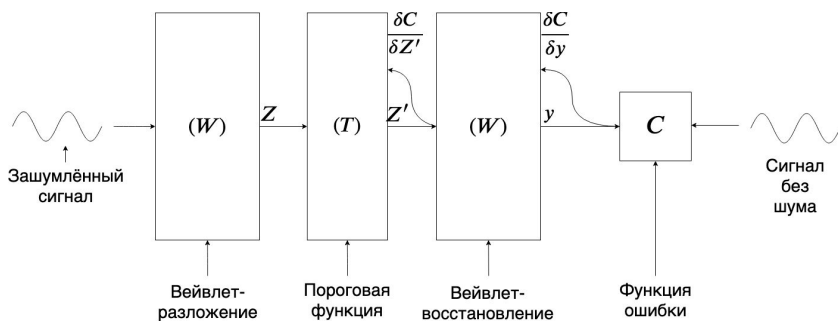 δC
δZ′
δC
δy
(W)
Z
(T)
Z′
(W)
y
C
Зашумлённый
сигнал
Сигнал
без
шума
Вейвлет-
разложение
Пороговая
функция
Вейвлет-
восстановление
Функция
ошибки